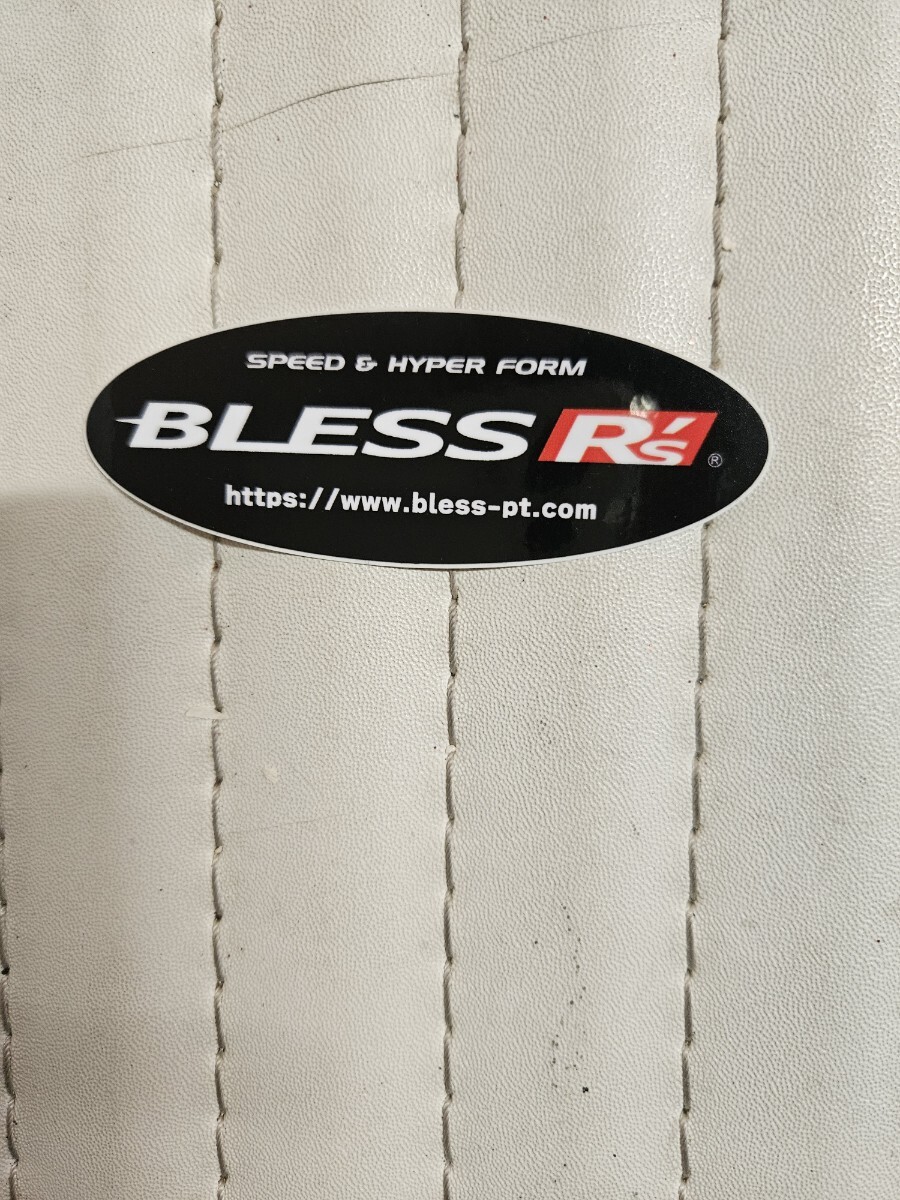 SPEED & HYPER FORM
BLESS R's ®
https://www.bless-pt.com